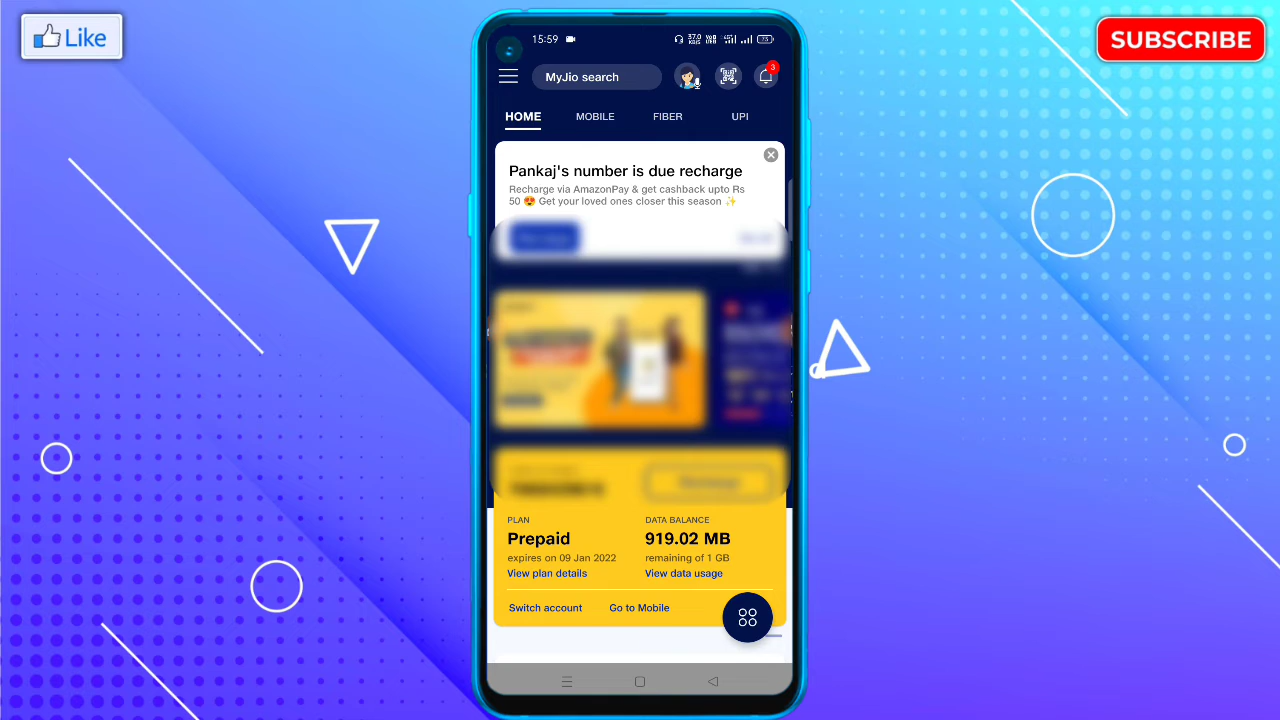 Like
SUBSCRIBE
15:59
73
MyJio search
3
HOME MOBILE FIBER UPI
Pankaj's number is due recharge
Recharge via AmazonPay & get cashback upto Rs
50 😍 Get your loved ones closer this season ✨
PLAN
Prepaid
expires on 09 Jan 2022
View plan details
DATA BALANCE
919.02 MB
remaining of 1 GB
View data usage
Switch account Go to Mobile